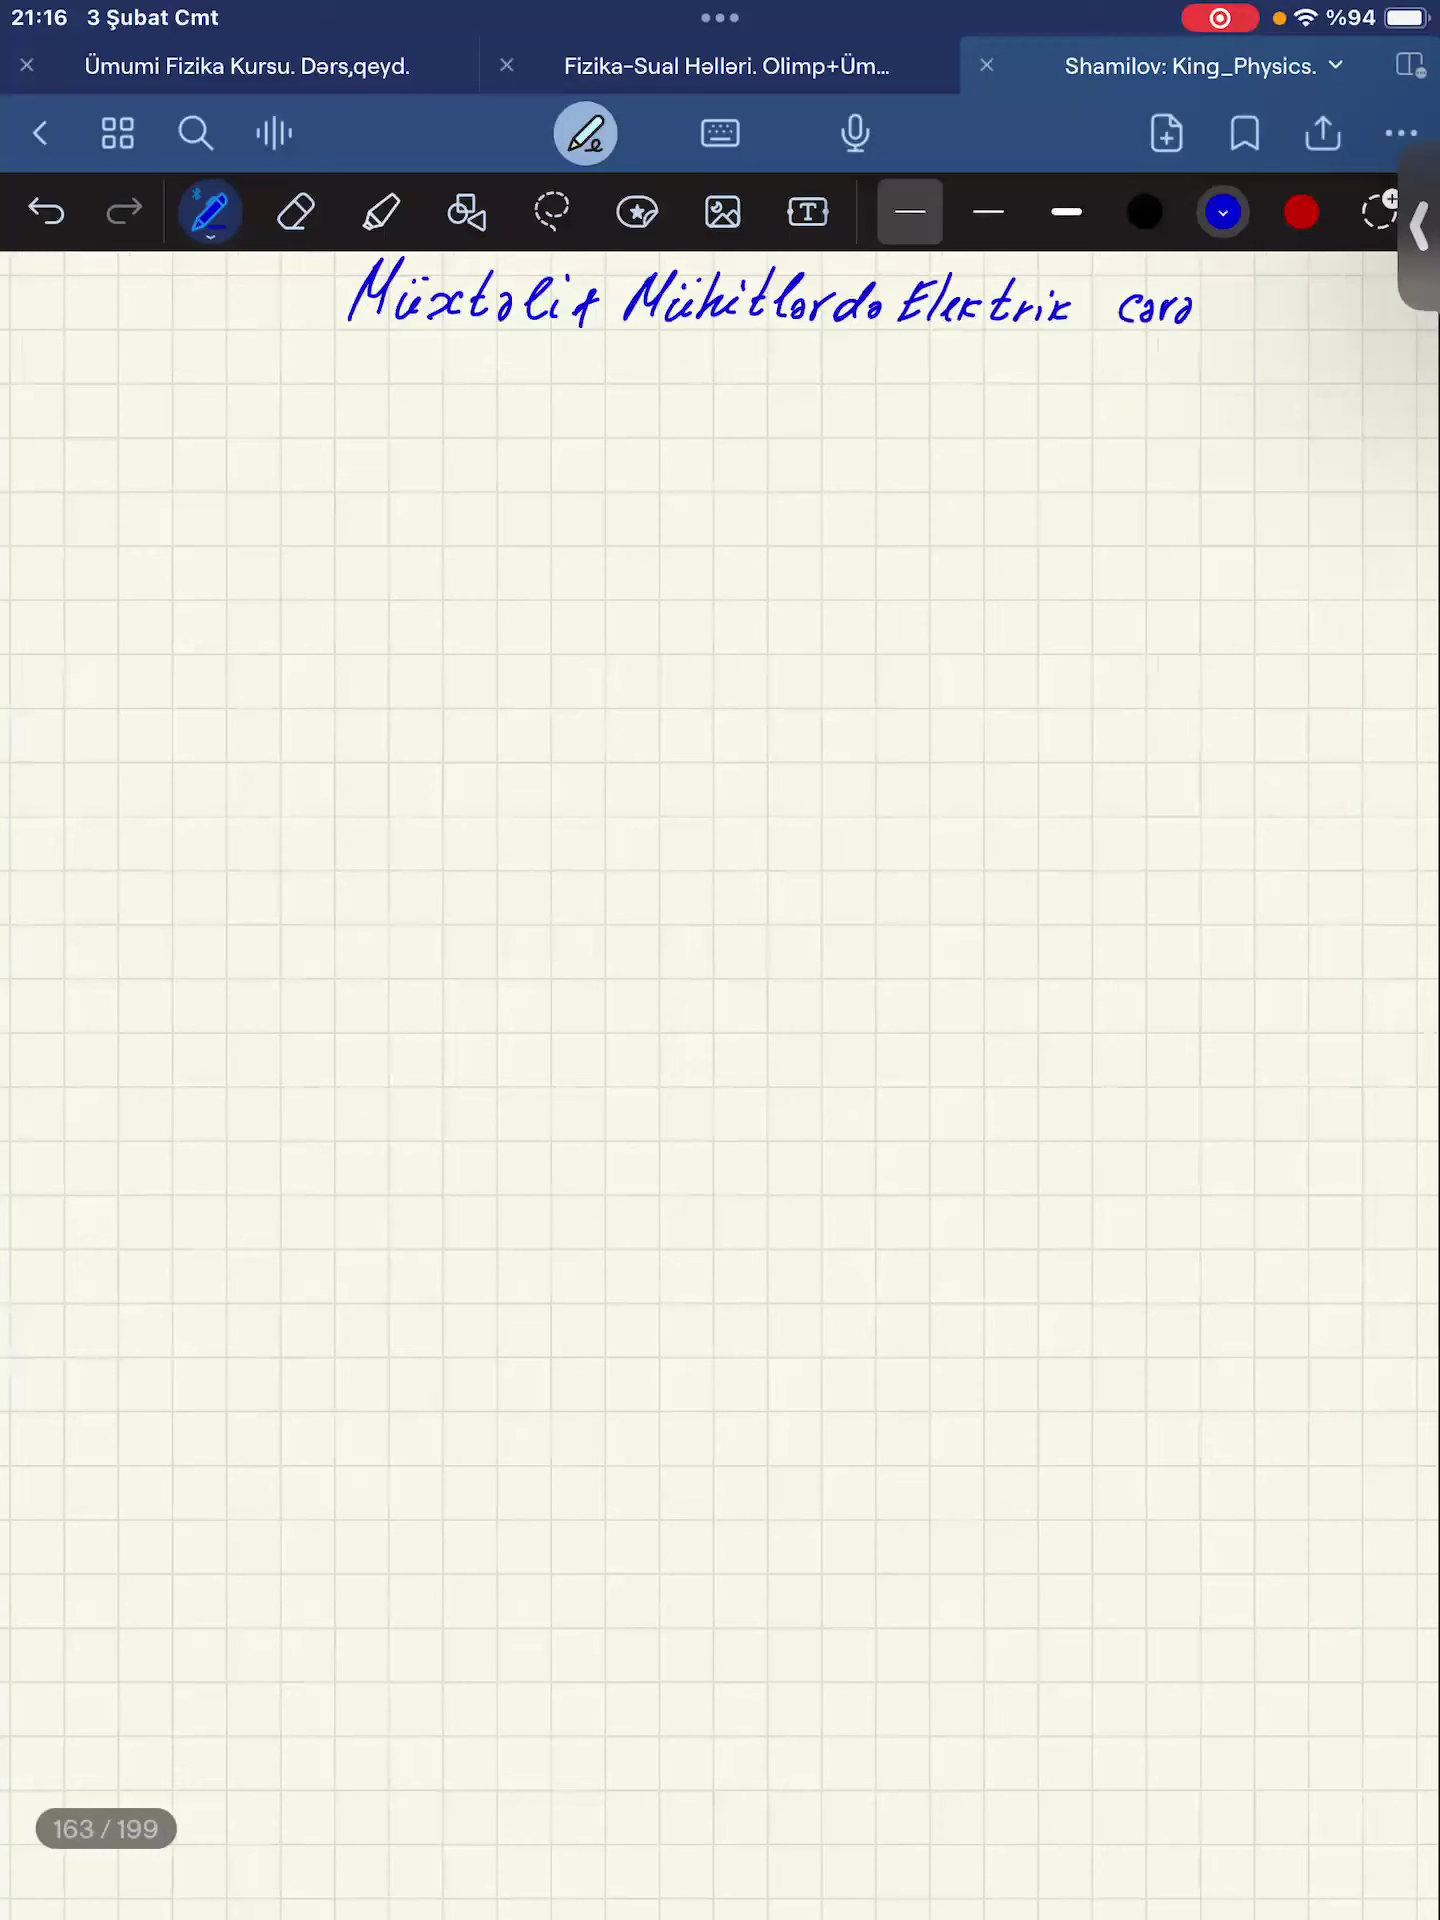 21:16 3 Şubat Cmt %94
Ümumi Fizika Kursu. Dərs,qeyd. Fizika-Sual Həlləri. Olimp+Üm... Shamilov: King_Physics.
Müxtəlif Mühitlərdə Elektrik cərə
163 / 199